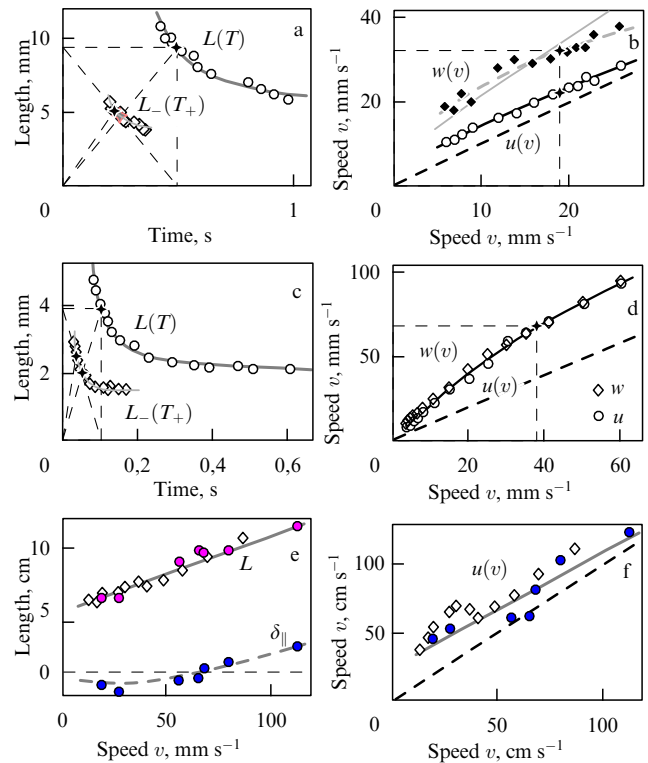 a
10
5
0
1
Length, mm
Time, s
L(T)
L₋(T₊)
b
40
20
0
10
20
Speed v, mm s⁻¹
Speed v, mm s⁻¹
w(v)
u(v)
c
4
2
0
0,2
0,4
0,6
Length, mm
Time, s
L(T)
L₋(T₊)
d
100
50
0
20
40
60
Speed v, mm s⁻¹
Speed v, mm s⁻¹
w(v)
u(v)
w
u
e
10
5
0
0
50
100
Length, cm
Speed v, mm s⁻¹
L
δ∥
f
100
50
0
50
100
Speed v, cm s⁻¹
Speed v, cm s⁻¹
u(v)